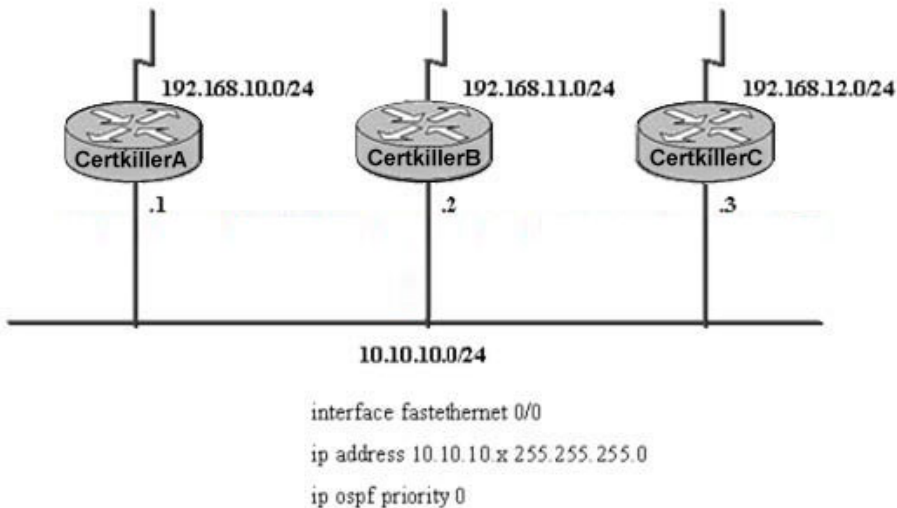 192.168.10.0/24
192.168.11.0/24
192.168.12.0/24
CertkillerA
CertkillerB
CertkillerC
.1
.2
.3
10.10.10.0/24
interface fastethernet 0/0
ip address 10.10.10.x 255.255.255.0
ip ospf priority 0